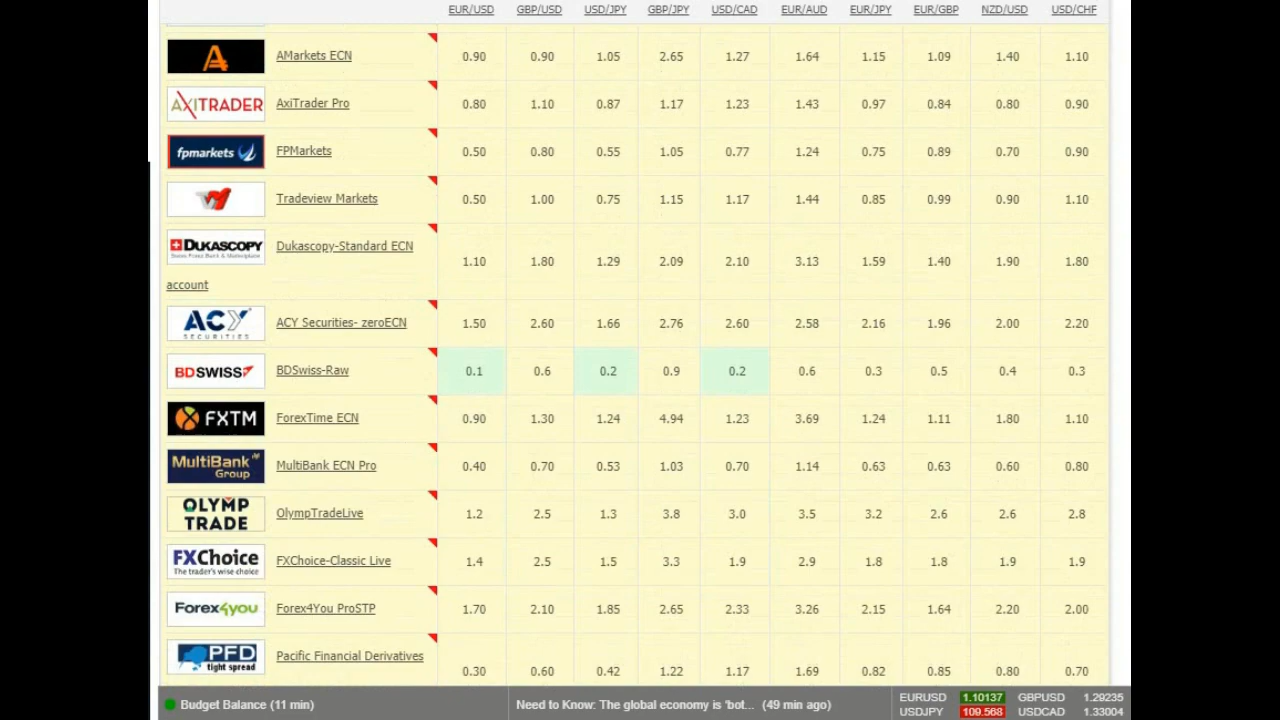 EUR/USD GBP/USD USD/JPY GBP/JPY USD/CAD EUR/AUD EUR/JPY EUR/GBP NZD/USD USD/CHF
AMarkets ECN 0.90 0.90 1.05 2.65 1.27 1.64 1.15 1.09 1.40 1.10
AXITRADER AxiTrader Pro 0.80 1.10 0.87 1.17 1.23 1.43 0.97 0.84 0.80 0.90
fpmarkets FPMarkets 0.50 0.80 0.55 1.05 0.77 1.24 0.75 0.89 0.70 0.90
Tradeview Markets 0.50 1.00 0.75 1.15 1.17 1.44 0.85 0.99 0.90 1.10
DUKASCOPY Dukascopy-Standard ECN
Swiss Forex Bank & Marketplace
account 1.10 1.80 1.29 2.09 2.10 3.13 1.59 1.40 1.90 1.80
ACY ACY Securities- zeroECN 1.50 2.60 1.66 2.76 2.60 2.58 2.16 1.96 2.00 2.20
SECURITIES
BDSWISS BDSwiss-Raw 0.1 0.6 0.2 0.9 0.2 0.6 0.3 0.5 0.4 0.3
FXTM ForexTime ECN 0.90 1.30 1.24 4.94 1.23 3.69 1.24 1.11 1.80 1.10
MultiBank MultiBank ECN Pro 0.40 0.70 0.53 1.03 0.70 1.14 0.63 0.63 0.60 0.80
Group
OLYMP OlympTradeLive 1.2 2.5 1.3 3.8 3.0 3.5 3.2 2.6 2.6 2.8
TRADE
FXChoice FXChoice-Classic Live 1.4 2.5 1.5 3.3 1.9 2.9 1.8 1.8 1.9 1.9
The trader's wise choice
Forex4you Forex4You ProSTP 1.70 2.10 1.85 2.65 2.33 3.26 2.15 1.64 2.20 2.00
PFD Pacific Financial Derivatives
tight spread 0.30 0.60 0.42 1.22 1.17 1.69 0.82 0.85 0.80 0.70
Budget Balance (11 min) Need to Know: The global economy is 'bot... (49 min ago) EURUSD 1.10137 GBPUSD 1.29235
USDJPY 109.568 USDCAD 1.33004